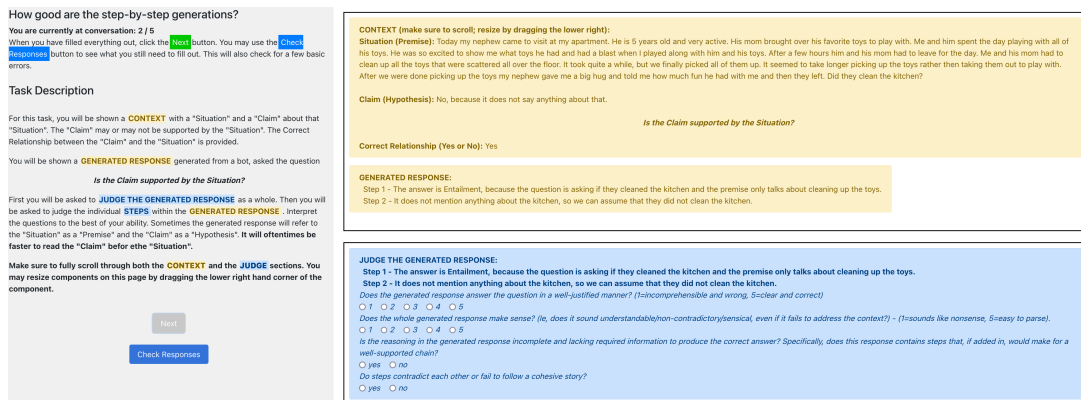 How good are the step-by-step generations?
You are currently at conversation: 2 / 5
When you have filled everything out, click the Next button. You may use the Check
Responses button to see what you still need to fill out. This will also check for a few basic
errors.
Task Description
For this task, you will be shown a CONTEXT with a "Situation" and a "Claim" about that
"Situation". The "Claim" may or may not be supported by the "Situation". The Correct
Relationship between the "Claim" and the "Situation" is provided.
You will be shown a GENERATED RESPONSE generated from a bot, asked the question
Is the Claim supported by the Situation?
First you will be asked to JUDGE THE GENERATED RESPONSE as a whole. Then you will
be asked to judge the individual STEPS within the GENERATED RESPONSE . Interpret
the questions to the best of your ability. Sometimes the generated response will refer to
the "Situation" as a "Premise" and the "Claim" as a "Hypothesis". It will oftentimes be
faster to read the "Claim" befor ethe "Situation".
Make sure to fully scroll through both the CONTEXT and the JUDGE sections. You
may resize components on this page by dragging the lower right hand corner of the
component.
Next
Check Responses
CONTEXT (make sure to scroll; resize by dragging the lower right):
Situation (Premise): Today my nephew came to visit at my apartment. He is 5 years old and very active. His mom brought over his favorite toys to play with. Me and him spent the day playing with all of
his toys. He was so excited to show me what toys he had and had a blast when I played along with him and his toys. After a few hours him and his mom had to leave for the day. Me and his mom had to
clean up all the toys that were scattered all over the floor. It took quite a while, but we finally picked all of them up. It seemed to take longer picking up the toys rather then taking them out to play with.
After we were done picking up the toys my nephew gave me a big hug and told me how much fun he had with me and then they left. Did they clean the kitchen?
Claim (Hypothesis): No, because it does not say anything about that.
Is the Claim supported by the Situation?
Correct Relationship (Yes or No): Yes
GENERATED RESPONSE:
Step 1 - The answer is Entailment, because the question is asking if they cleaned the kitchen and the premise only talks about cleaning up the toys.
Step 2 - It does not mention anything about the kitchen, so we can assume that they did not clean the kitchen.
JUDGE THE GENERATED RESPONSE:
Step 1 - The answer is Entailment, because the question is asking if they cleaned the kitchen and the premise only talks about cleaning up the toys.
Step 2 - It does not mention anything about the kitchen, so we can assume that they did not clean the kitchen.
Does the generated response answer the question in a well-justified manner? (1=incomprehensible and wrong, 5=clear and correct)
1 2 3 4 5
Does the whole generated response make sense? (Ie, does it sound understandable/non-contradictory/sensical, even if it fails to address the context?) - (1=sounds like nonsense, 5=easy to parse).
1 2 3 4 5
Is the reasoning in the generated response incomplete and lacking required information to produce the correct answer? Specifically, does this response contains steps that, if added in, would make for a
well-supported chain?
yes no
Do steps contradict each other or fail to follow a cohesive story?
yes no